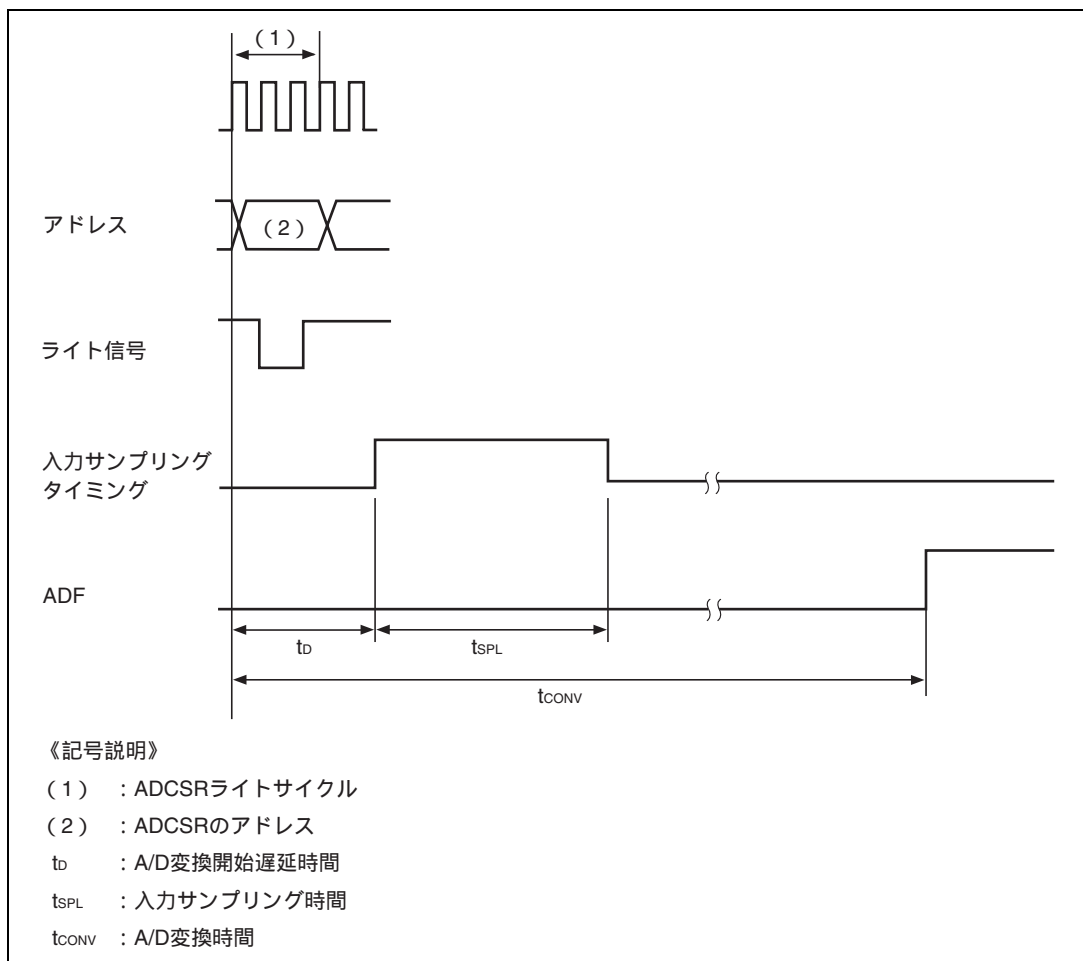 （1）
アドレス
（2）
ライト信号
入力サンプリング
タイミング
ADF
tD
tSPL
tCONV
《記号説明》
（1） ：ADCSRライトサイクル
（2） ：ADCSRのアドレス
tD ：A/D変換開始遅延時間
tSPL ：入力サンプリング時間
tCONV ：A/D変換時間